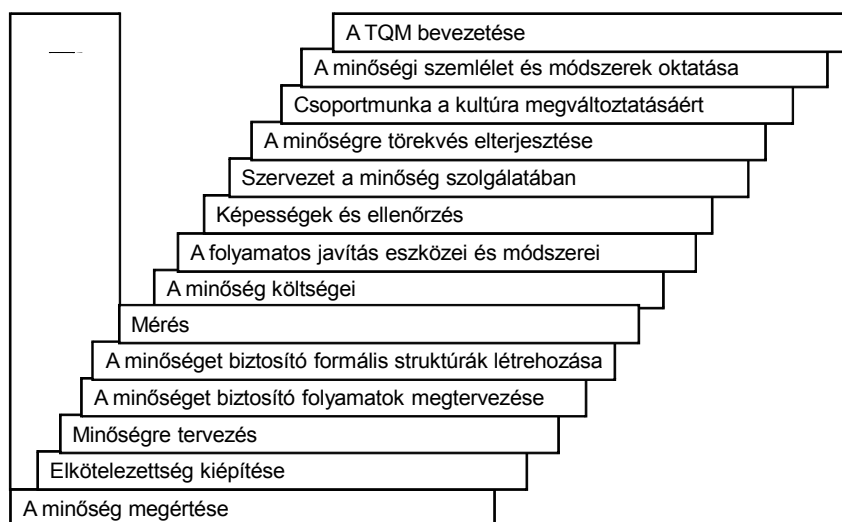 A TQM bevezetése
A minőségi szemlélet és módszerek oktatása
Csoportmunka a kultúra megváltoztatásáért
A minőségre törekvés elterjesztése
Szervezet a minőség szolgálatában
Képességek és ellenőrzés
A folyamatos javítás eszközei és módszerei
A minőség költségei
Mérés
A minőséget biztosító formális struktúrák létrehozása
A minőséget biztosító folyamatok megtervezése
Minőségre tervezés
Elkötelezettség kiépítése
A minőség megértése